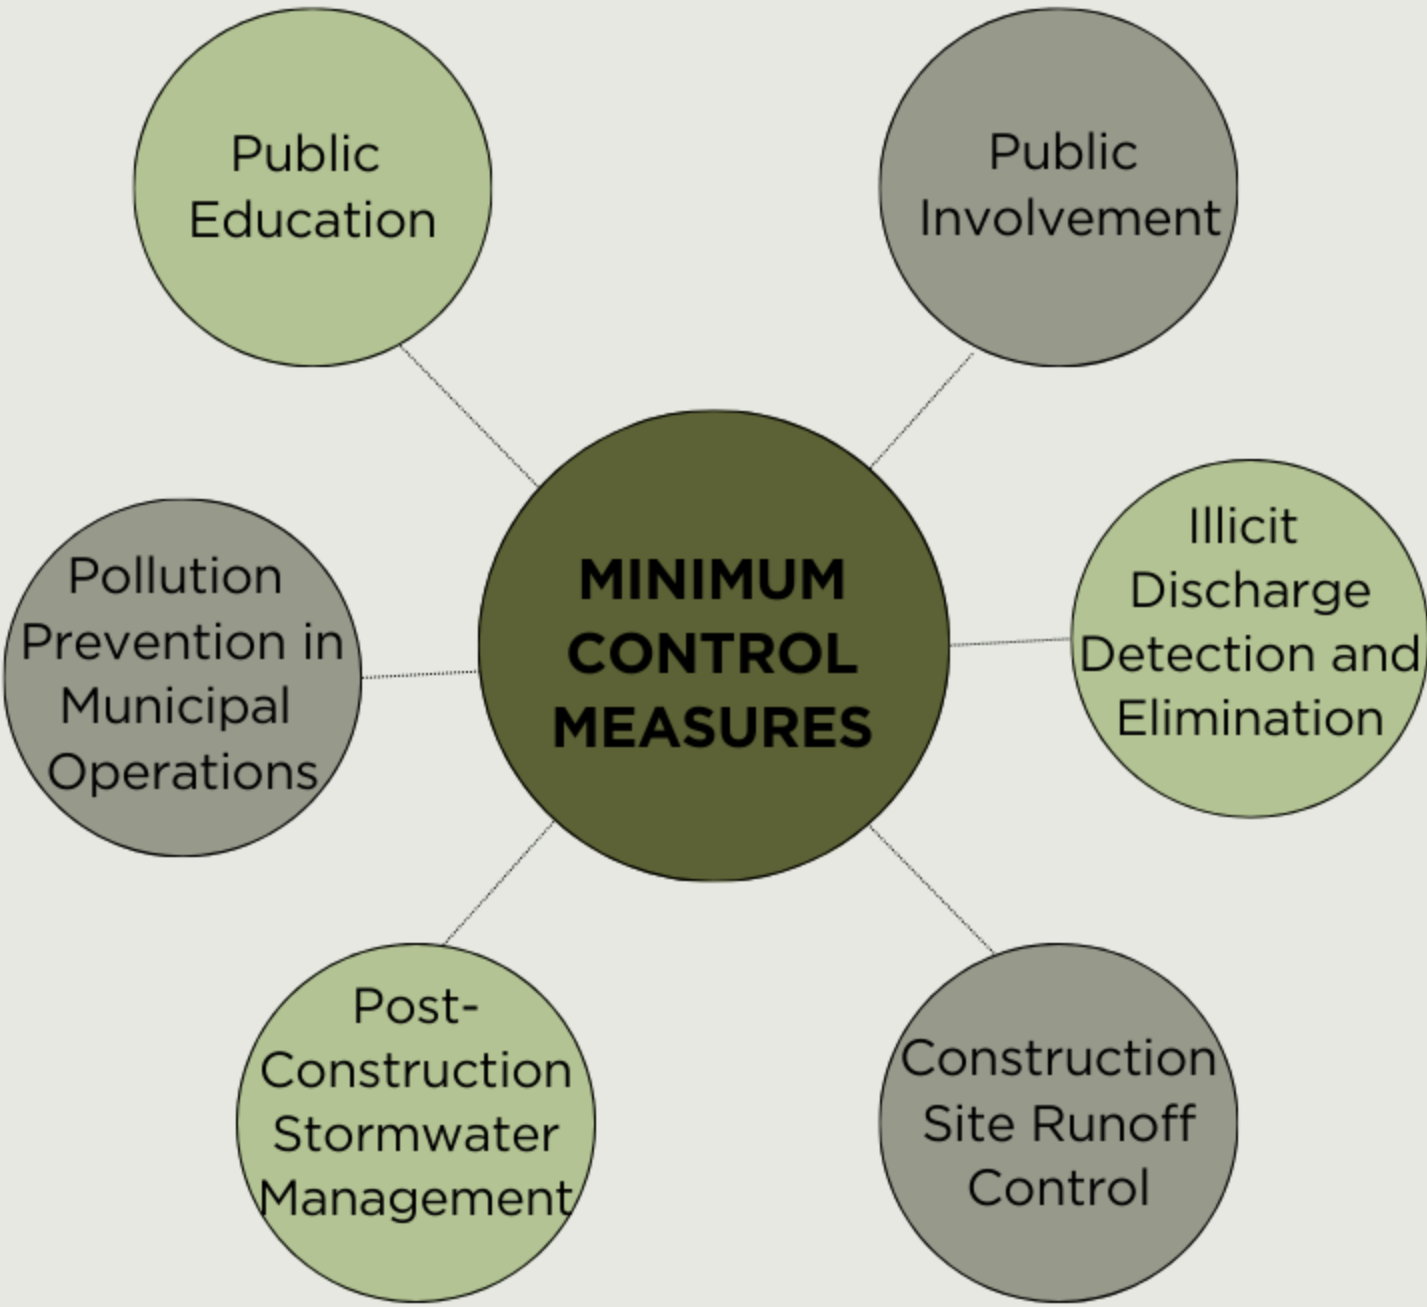 Public
Education
Public
Involvement
MINIMUM
CONTROL
MEASURES
Illicit
Discharge
Detection and
Elimination
Pollution
Prevention in
Municipal
Operations
Post-
Construction
Stormwater
Management
Construction
Site Runoff
Control